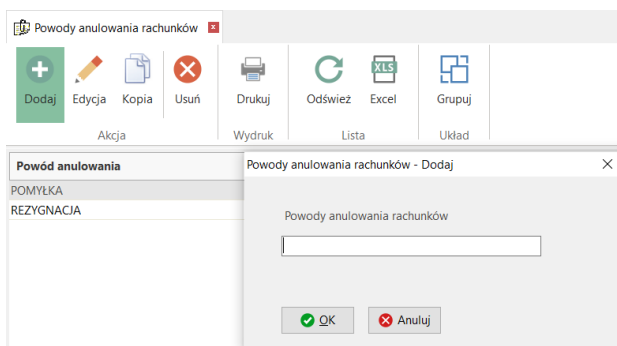 Powody anulowania rachunków
XLS
Dodaj Edycja Kopia Usuń Drukuj Odśwież Excel Grupuj
Akcja Wydruk Lista Układ
Powód anulowania
POMYŁKA
REZYGNACJA
Powody anulowania rachunków - Dodaj
Powody anulowania rachunków
OK Anuluj